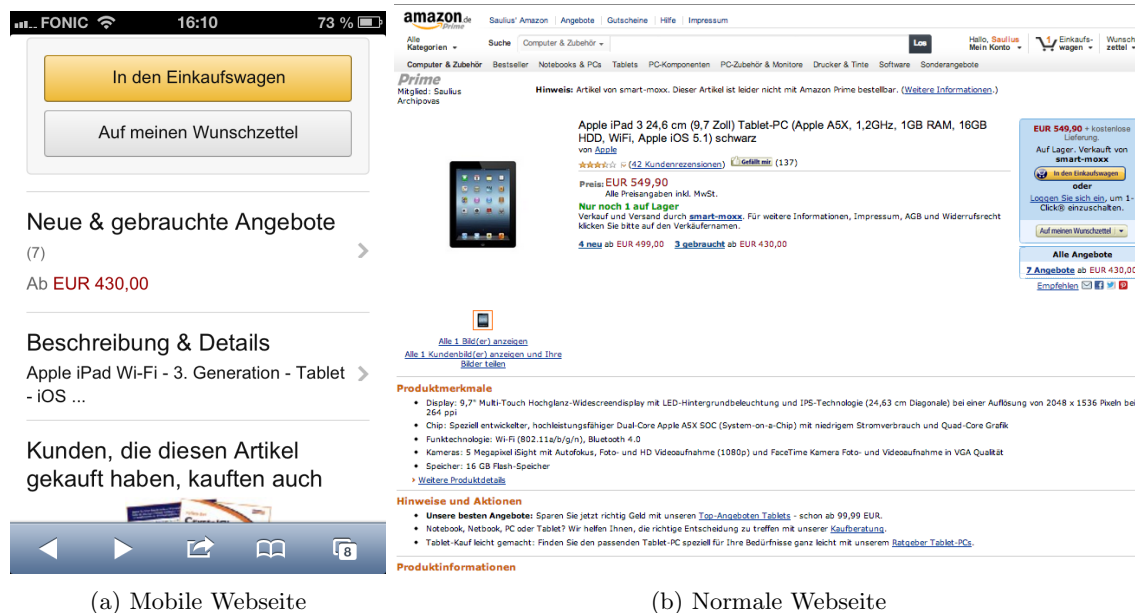 FONIC 16:10 73 %
In den Einkaufswagen
Auf meinen Wunschzettel
Neue & gebrauchte Angebote
(7)
Ab EUR 430,00
Beschreibung & Details
Apple iPad Wi-Fi - 3. Generation - Tablet
- iOS ...
Kunden, die diesen Artikel
gekauft haben, kauften auch
8
(a) Mobile Webseite
amazon.de
Prime
Saulius' Amazon Angebote Gutscheine Hilfe Impressum
Alle
Kategorien
Suche Computer & Zubehör Los
Hallo, Saulius
Mein Konto
1 Einkaufs-
wagen
Wunsch
zettel
Computer & Zubehör Bestseller Notebooks & PCs Tablets PC-Komponenten PC-Zubehör & Monitore Drucker & Tinte Software Sonderangebote
Prime
Mitglied: Saulius
Archipovas
Hinweis: Artikel von smart-moxx. Dieser Artikel ist leider nicht mit Amazon Prime bestellbar. (Weitere Informationen.)
Apple iPad 3 24,6 cm (9,7 Zoll) Tablet-PC (Apple A5X, 1,2GHz, 1GB RAM, 16GB
HDD, WiFi, Apple iOS 5.1) schwarz
von Apple
(42 Kundenrezensionen) Gefällt mir (137)
Preis: EUR 549,90
Alle Preisangaben inkl. MwSt.
Nur noch 1 auf Lager
Verkauf und Versand durch smart-moxx. Für weitere Informationen, Impressum, AGB und Widerrufsrecht
klicken Sie bitte auf den Verkäufernamen.
4 neu ab EUR 499,00 3 gebraucht ab EUR 430,00
EUR 549,90 + kostenlose
Lieferung.
Auf Lager. Verkauft von
smart-moxx
In den Einkaufswagen
oder
Loggen Sie sich ein, um 1-
Click® einzuschalten.
Auf meinen Wunschzettel
Alle Angebote
7 Angebote ab EUR 430,00
Empfehlen
Alle 1 Bild(er) anzeigen
Alle 1 Kundenbild(er) anzeigen und Ihre
Bilder teilen
Produktmerkmale
Display: 9,7" Multi-Touch Hochglanz-Widescreendisplay mit LED-Hintergrundbeleuchtung und IPS-Technologie (24,63 cm Diagonale) bei einer Auflösung von 2048 x 1536 Pixeln bei
264 ppi
Chip: Speziell entwickelter, hochleistungsfähiger Dual-Core Apple A5X SOC (System-on-a-Chip) mit niedrigem Stromverbrauch und Quad-Core Grafik
Funktechnologie: Wi-Fi (802.11a/b/g/n), Bluetooth 4.0
Kameras: 5 Megapixel iSight mit Autofokus, Foto- und HD Videoaufnahme (1080p) und FaceTime Kamera Foto- und Videoaufnahme in VGA Qualität
Speicher: 16 GB Flash-Speicher
Weitere Produktdetails
Hinweise und Aktionen
Unsere besten Angebote: Sparen Sie jetzt richtig Geld mit unseren Top-Angeboten Tablets - schon ab 99,99 EUR.
Notebook, Netbook, PC oder Tablet? Wir helfen Ihnen, die richtige Entscheidung zu treffen mit unserer Kaufberatung.
Tablet-Kauf leicht gemacht: Finden Sie den passenden Tablet-PC speziell für Ihre Bedürfnisse ganz leicht mit unserem Ratgeber Tablet-PCs.
Produktinformationen
(b) Normale Webseite